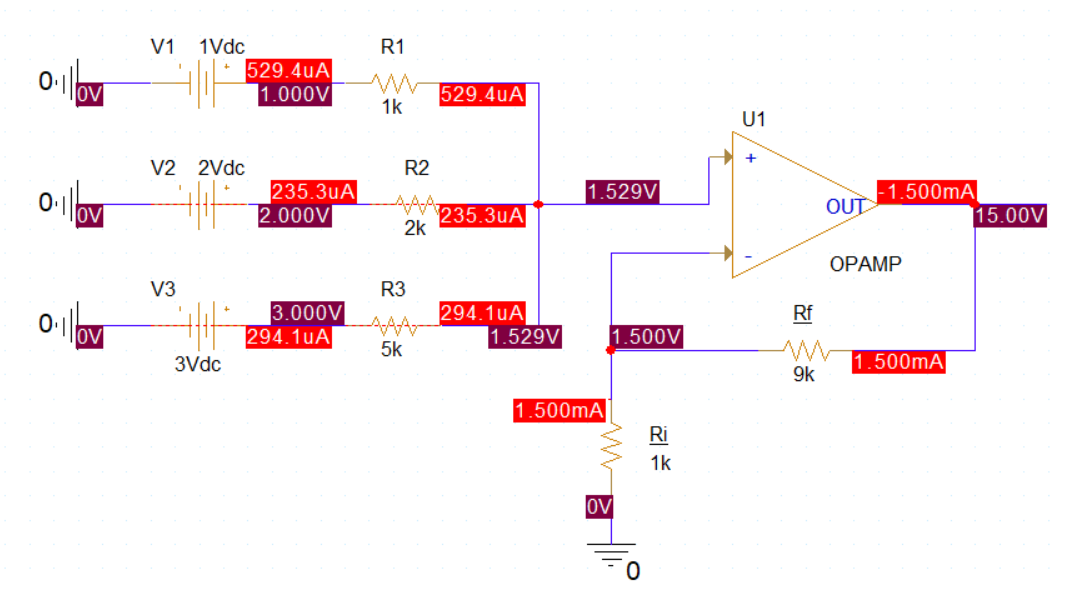 V1 1Vdc R1
0 529.4uA
0V 1.000V 1k 529.4uA
U1
V2 2Vdc R2
+
0 235.3uA 1.529V -1.500mA
0V 2.000V 2k 235.3uA OUT 15.00V
-
OPAMP
V3 R3
3.000V 294.1uA Rf
0 0V 294.1uA 5k 1.529V 1.500V
3Vdc 9k 1.500mA
1.500mA
Ri
1k
0V
0